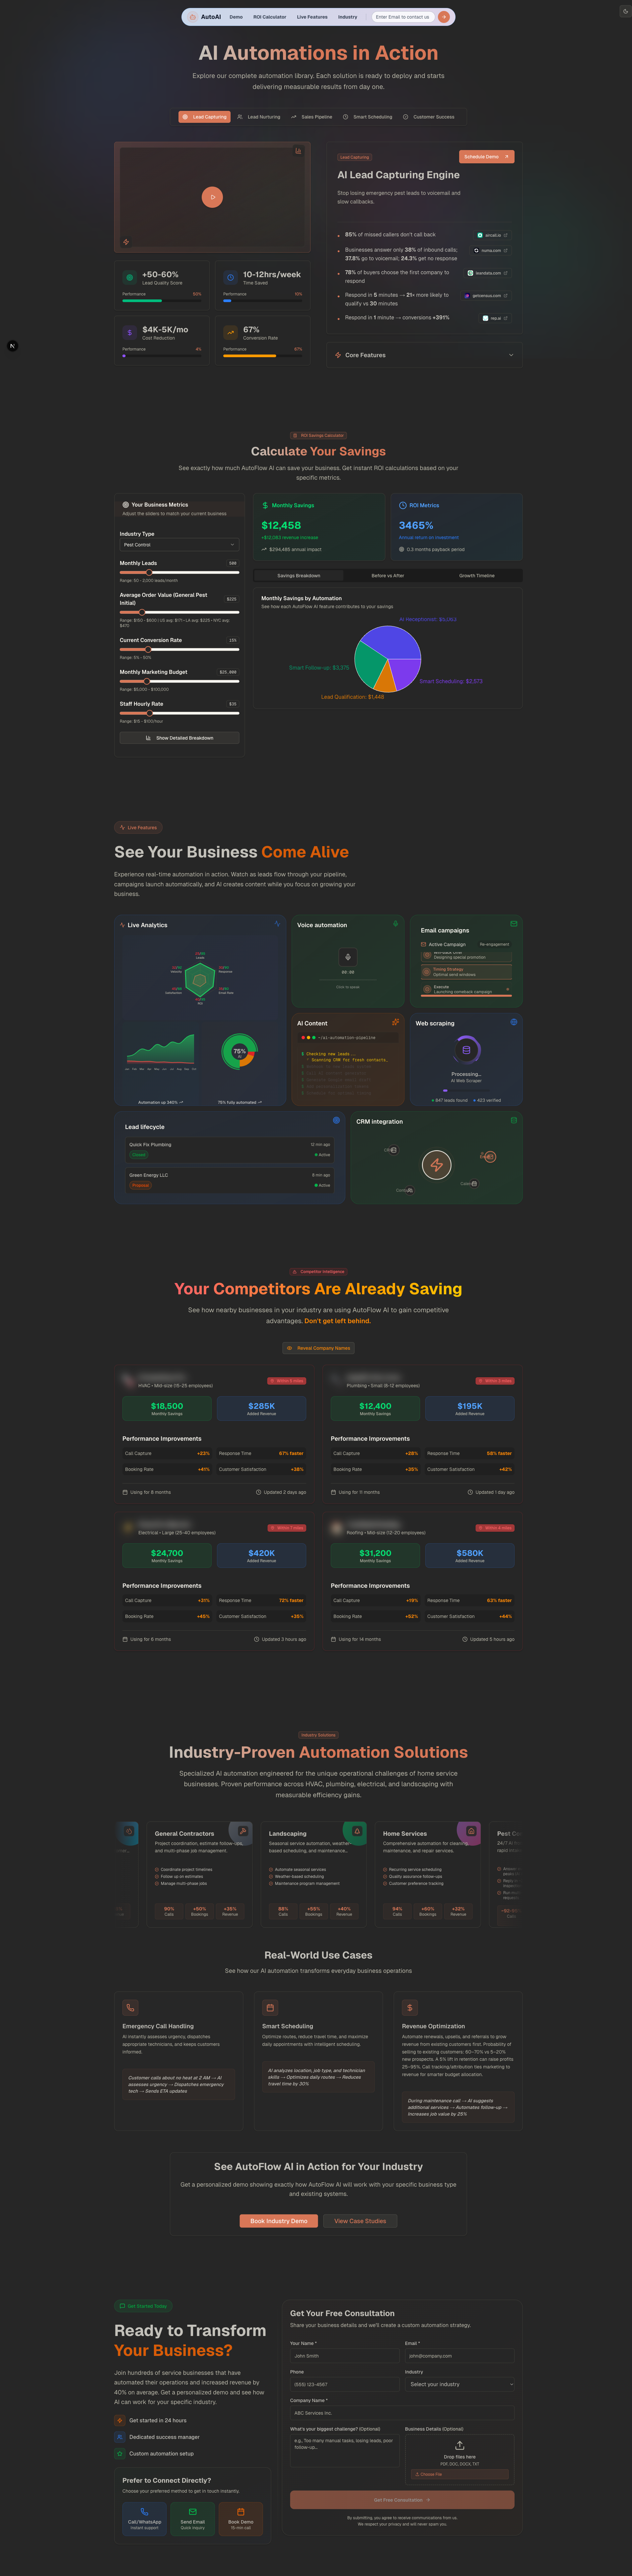 AutoAI Demo ROI Calculator Live Features Industry Enter Email to contact us
AI Automations in Action
Explore our complete automation library. Each solution is ready to deploy and starts
delivering measurable results from day one.
Lead Capturing Lead Nurturing Sales Pipeline Smart Scheduling Customer Success
Lead Capturing
Schedule Demo
AI Lead Capturing Engine
Stop losing emergency pest leads to voicemail and
slow callbacks.
85% of missed callers don't call back
Businesses answer only 38% of inbound calls;
37.8% go to voicemail; 24.3% get no response
78% of buyers choose the first company to
respond
Respond in 5 minutes → 21× more likely to
qualify vs 30 minutes
Respond in 1 minute → conversions +391%
Core Features
+50-60%
Lead Quality Score
Performance
10-12hrs/week
Time Saved
Performance
$4K-5K/mo
Cost Reduction
Performance
67%
Conversion Rate
Performance 67%
ROI Savings Calculator
Calculate Your Savings
See exactly how much AutoFlow AI can save your business. Get instant ROI calculations based on your
specific metrics.
Your Business Metrics
Adjust the sliders to match your current business
Industry Type
Pest Control
Monthly Leads 500
Range: 50 - 2,000 leads/month
Average Order Value (General Pest
Initial) $225
Current Conversion Rate 15%
Range: 5% - 50%
Monthly Marketing Budget $25,000
Range: $5,000 - $100,000
Staff Hourly Rate $35
Range: $15 - $100/hour
Show Detailed Breakdown
Monthly Savings
$12,458
$294,485 annual impact
ROI Metrics
3465%
Annual return on investment
0.3 months payback period
Savings Breakdown Before vs After Growth Timeline
Monthly Savings by Automation
See how each AutoFlow AI feature contributes to your savings
Smart Follow-up: $2,375
Lead Qualification: $1,448
Live Features
See Your Business Come Alive
Experience real-time automation in action. Watch as leads flow through your pipeline,
campaigns launch automatically, and AI creates content while you focus on growing your
business.
Live Analytics
75%
Automation up 340%
75% fully automated
Voice automation
00:00
Click to speak
Email campaigns
Active Campaign Re-engagement
Designing special promotion
Timing Strategy
Optimal send windows
Execute
Launching comeback campaign
AI Content
~/ai-automation-pipeline
Checking new leads...
Scanning CRM for fresh contacts.
Web scraping
Processing...
AI Web Scraper
847 leads found 423 verified
Lead lifecycle
Quick Fix Plumbing 12 min ago
Active
Green Energy LLC 8 min ago
Proposal Active
CRM integration
Competitor Intelligence
Your Competitors Are Already Saving
See how nearby businesses in your industry are using AutoFlow AI to gain competitive
advantages. Don't get left behind.
Reveal Company Names
HVAC • Mid-size (15-25 employees)
$18,500
Monthly Savings
$285K
Added Revenue
Performance Improvements
Call Capture +23% Response Time 67% faster
Booking Rate +41% Customer Satisfaction +38%
Using for 8 months Updated 2 days ago
Plumbing • Small (8-12 employees)
$12,400
Monthly Savings
$195K
Added Revenue
Performance Improvements
Call Capture +28% Response Time 58% faster
Booking Rate +35% Customer Satisfaction +42%
Using for 11 months Updated 1 day ago
Electrical • Large (25-40 employees)
$24,700
Monthly Savings
$420K
Added Revenue
Performance Improvements
Call Capture +31% Response Time 72% faster
Booking Rate +45% Customer Satisfaction +35%
Using for 6 months Updated 3 hours ago
Roofing • Mid-size (12-20 employees)
$31,200
Monthly Savings
$580K
Added Revenue
Performance Improvements
Call Capture +19% Response Time 63% faster
Booking Rate +52% Customer Satisfaction +44%
Using for 14 months Updated 5 hours ago
Industry Solutions
Industry-Proven Automation Solutions
Specialized AI automation engineered for the unique operational challenges of home service
businesses. Proven performance across HVAC, plumbing, electrical, and landscaping with
measurable efficiency gains.
General Contractors
Project coordination, estimate follow-ups,
and multi-phase job management.
Coordinate project timelines
Follow up on estimates
Manage multi-phase jobs
90% +50% +35%
Calls Bookings Revenue
Landscaping
Seasonal service automation, weather-
based scheduling, and maintenance...
Automate seasonal services
Weather-based scheduling
Maintenance program management
88% +55% +40%
Calls Bookings Revenue
Home Services
Comprehensive automation for cleaning,
maintenance, and repair services.
Recurring service scheduling
Quality assurance follow-ups
Customer preference tracking
94% +60% +32%
Calls Bookings Revenue
Real-World Use Cases
See how our AI automation transforms everyday business operations
Emergency Call Handling
AI instantly assesses urgency, dispatches
appropriate technicians, and keeps customers
informed.
Customer calls about no heat at 2 AM → AI
assesses urgency → Dispatches emergency
tech → Sends ETA updates
Smart Scheduling
Optimize routes, reduce travel time, and maximize
daily appointments with intelligent scheduling.
AI analyzes location, job type, and technician
skills → Optimizes daily routes → Reduces
travel time by 30%
Revenue Optimization
Automate renewals, upsells, and referrals to grow
revenue from existing customers first. Probability of
selling to existing customers: 60–70% vs 5–20%
new prospects. A 5% lift in retention can raise profits
25–95%. Call tracking/attribution ties marketing to
revenue for smarter budget allocation.
During maintenance call → AI suggests
additional services → Automates follow-up →
Increases job value by 25%
See AutoFlow AI in Action for Your Industry
Get a personalized demo showing exactly how AutoFlow AI will work with your specific business type
and existing systems.
Book Industry Demo View Case Studies
Get Started Today
Ready to Transform
Your Business?
Join hundreds of service businesses that have
automated their operations and increased revenue by
40% on average. Get a personalized demo and see how
AI can work for your specific industry.
Get started in 24 hours
Dedicated success manager
Custom automation setup
Prefer to Connect Directly?
Choose your preferred method to get in touch instantly.
Call/WhatsApp
Instant support
Send Email
Quick inquiry
Book Demo
15 min call
Get Your Free Consultation
Share your business details and we'll create a custom automation strategy.
Your Name * Email *
John Smith john@company.com
Phone Industry
(555) 123-4567 Select your industry
Company Name *
ABC Services Inc.
What's your biggest challenge? (Optional) Business Details (Optional)
e.g., Too many manual tasks, losing leads, poor
follow-up...
Drop files here
PDF, DOC, DOCX, TXT
Choose File
Get Free Consultation
By submitting, you agree to receive communications from us.
We respect your privacy and will never spam you.